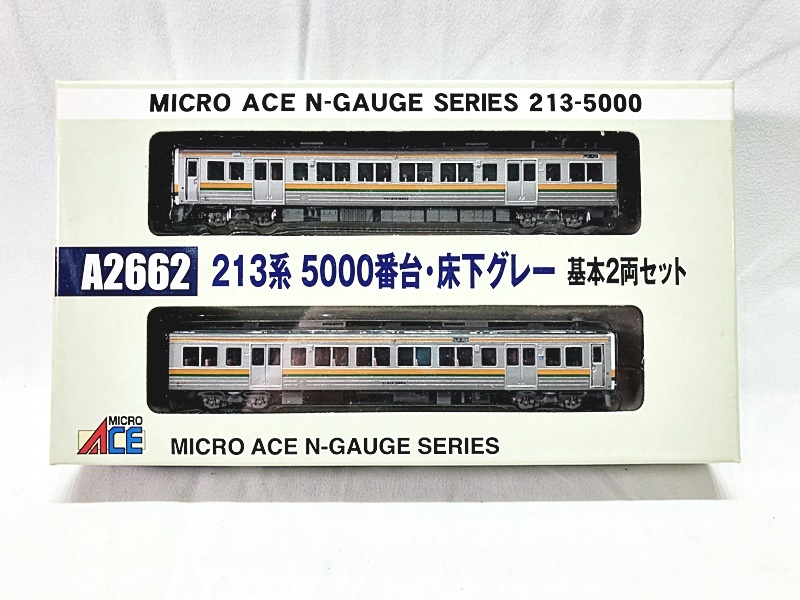 MICRO ACE N-GAUGE SERIES 213-5000
A2662 213系 5000番台・床下グレー 基本2両セット
MICRO
ACE
MICRO ACE N-GAUGE SERIES